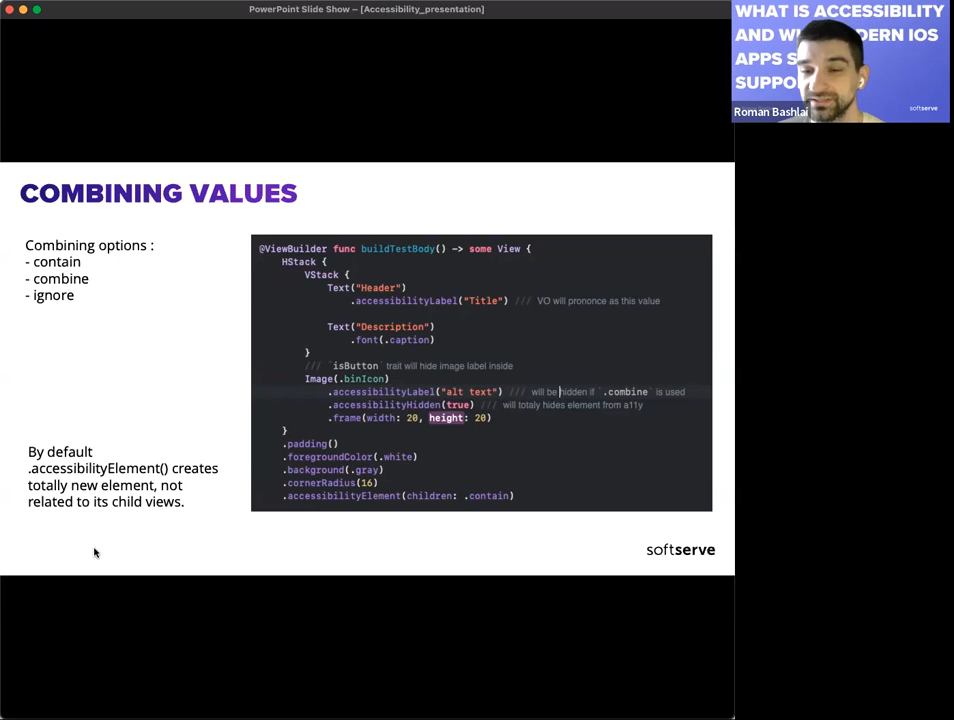 PowerPoint Slide Show – [Accessibility_presentation]
WHAT IS ACCESSIBILITY
AND
IOS
APPS
Roman Bashlai
softserve
COMBINING VALUES
Combining options :
- contain
- combine
- ignore
By default
.accessibilityElement() creates
totally new element, not
related to its child views.
@ViewBuilder func buildTestBody() -> some View {
HStack {
VStack {
Text("Header")
.accessibilityLabel("Title") /// VO will prononce as this value
Text("Description")
.font(.caption)
}
/// `isButton` trait will hide image label inside
Image(.binIcon)
.accessibilityLabel("alt text") /// will be hidden if `.combine` is used
.accessibilityHidden(true) /// will totaly hides element from a11y
.frame(width: 20, height: 20)
}
.padding()
.foregroundColor(.white)
.background(.gray)
.cornerRadius(16)
.accessibilityElement(children: .contain)
softserve